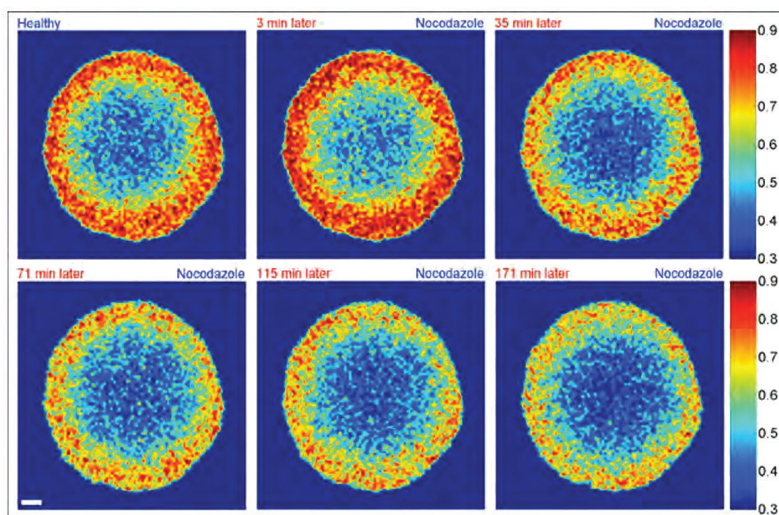 Healthy
3 min later Nocodazole
35 min later Nocodazole
0.9
0.8
0.7
0.6
0.5
0.4
0.3
71 min later Nocodazole
115 min later Nocodazole
171 min later Nocodazole
0.9
0.8
0.7
0.6
0.5
0.4
0.3